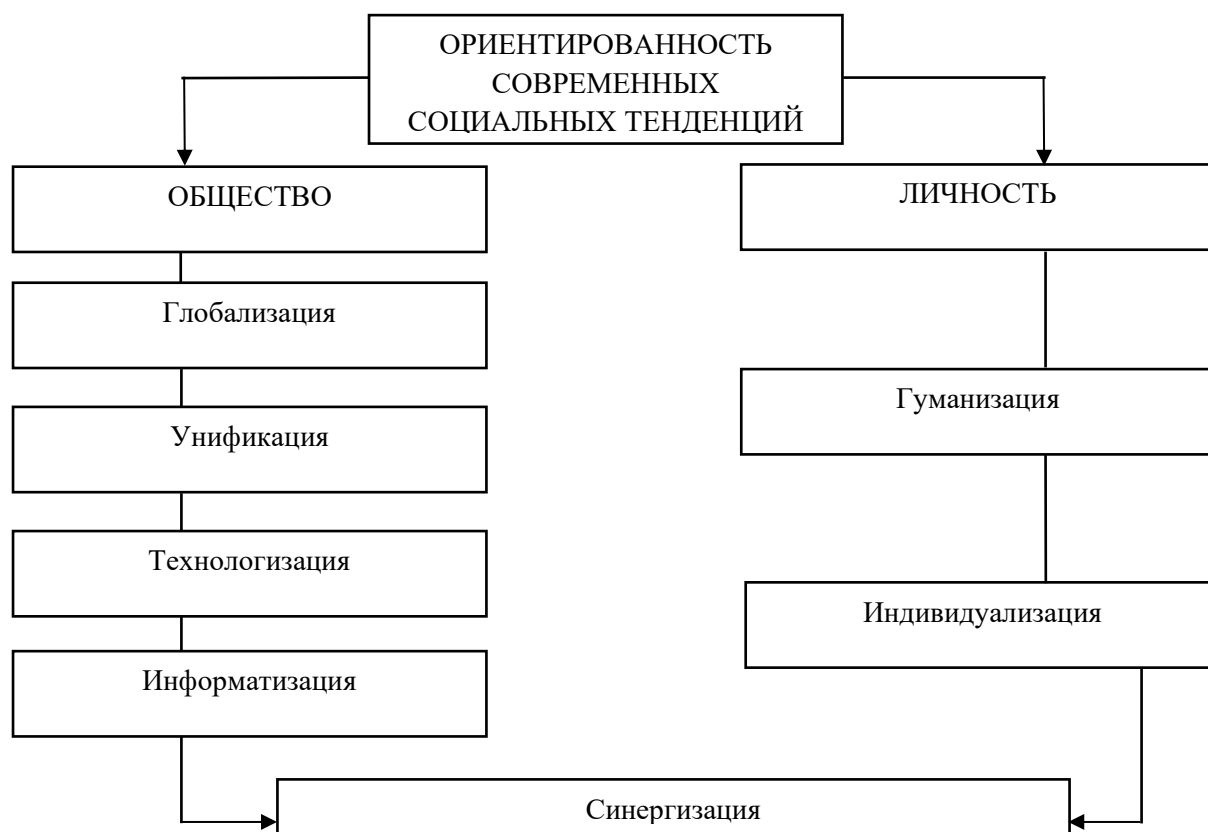 ОРИЕНТИРОВАННОСТЬ
СОВРЕМЕННЫХ
СОЦИАЛЬНЫХ ТЕНДЕНЦИЙ
ОБЩЕСТВО
ЛИЧНОСТЬ
Глобализация
Унификация
Гуманизация
Технологизация
Индивидуализация
Информатизация
Синергизация